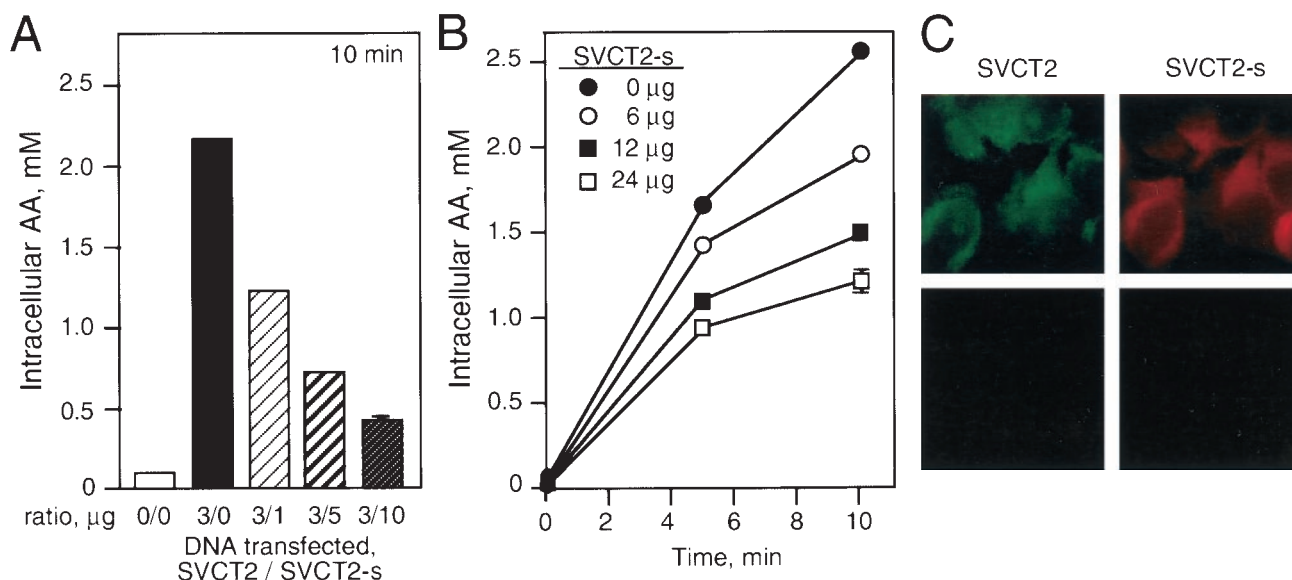 A
10 min
Intracellular AA, mM
2.5
2.0
1.5
1.0
0.5
0
ratio, µg 0/0 3/0 3/1 3/5 3/10
DNA transfected,
SVCT2 / SVCT2-s
B
Intracellular AA, mM
2.5
2.0
1.5
1.0
0.5
0
SVCT2-s
0 µg
6 µg
12 µg
24 µg
0 2 4 6 8 10
Time, min
C
SVCT2 SVCT2-s